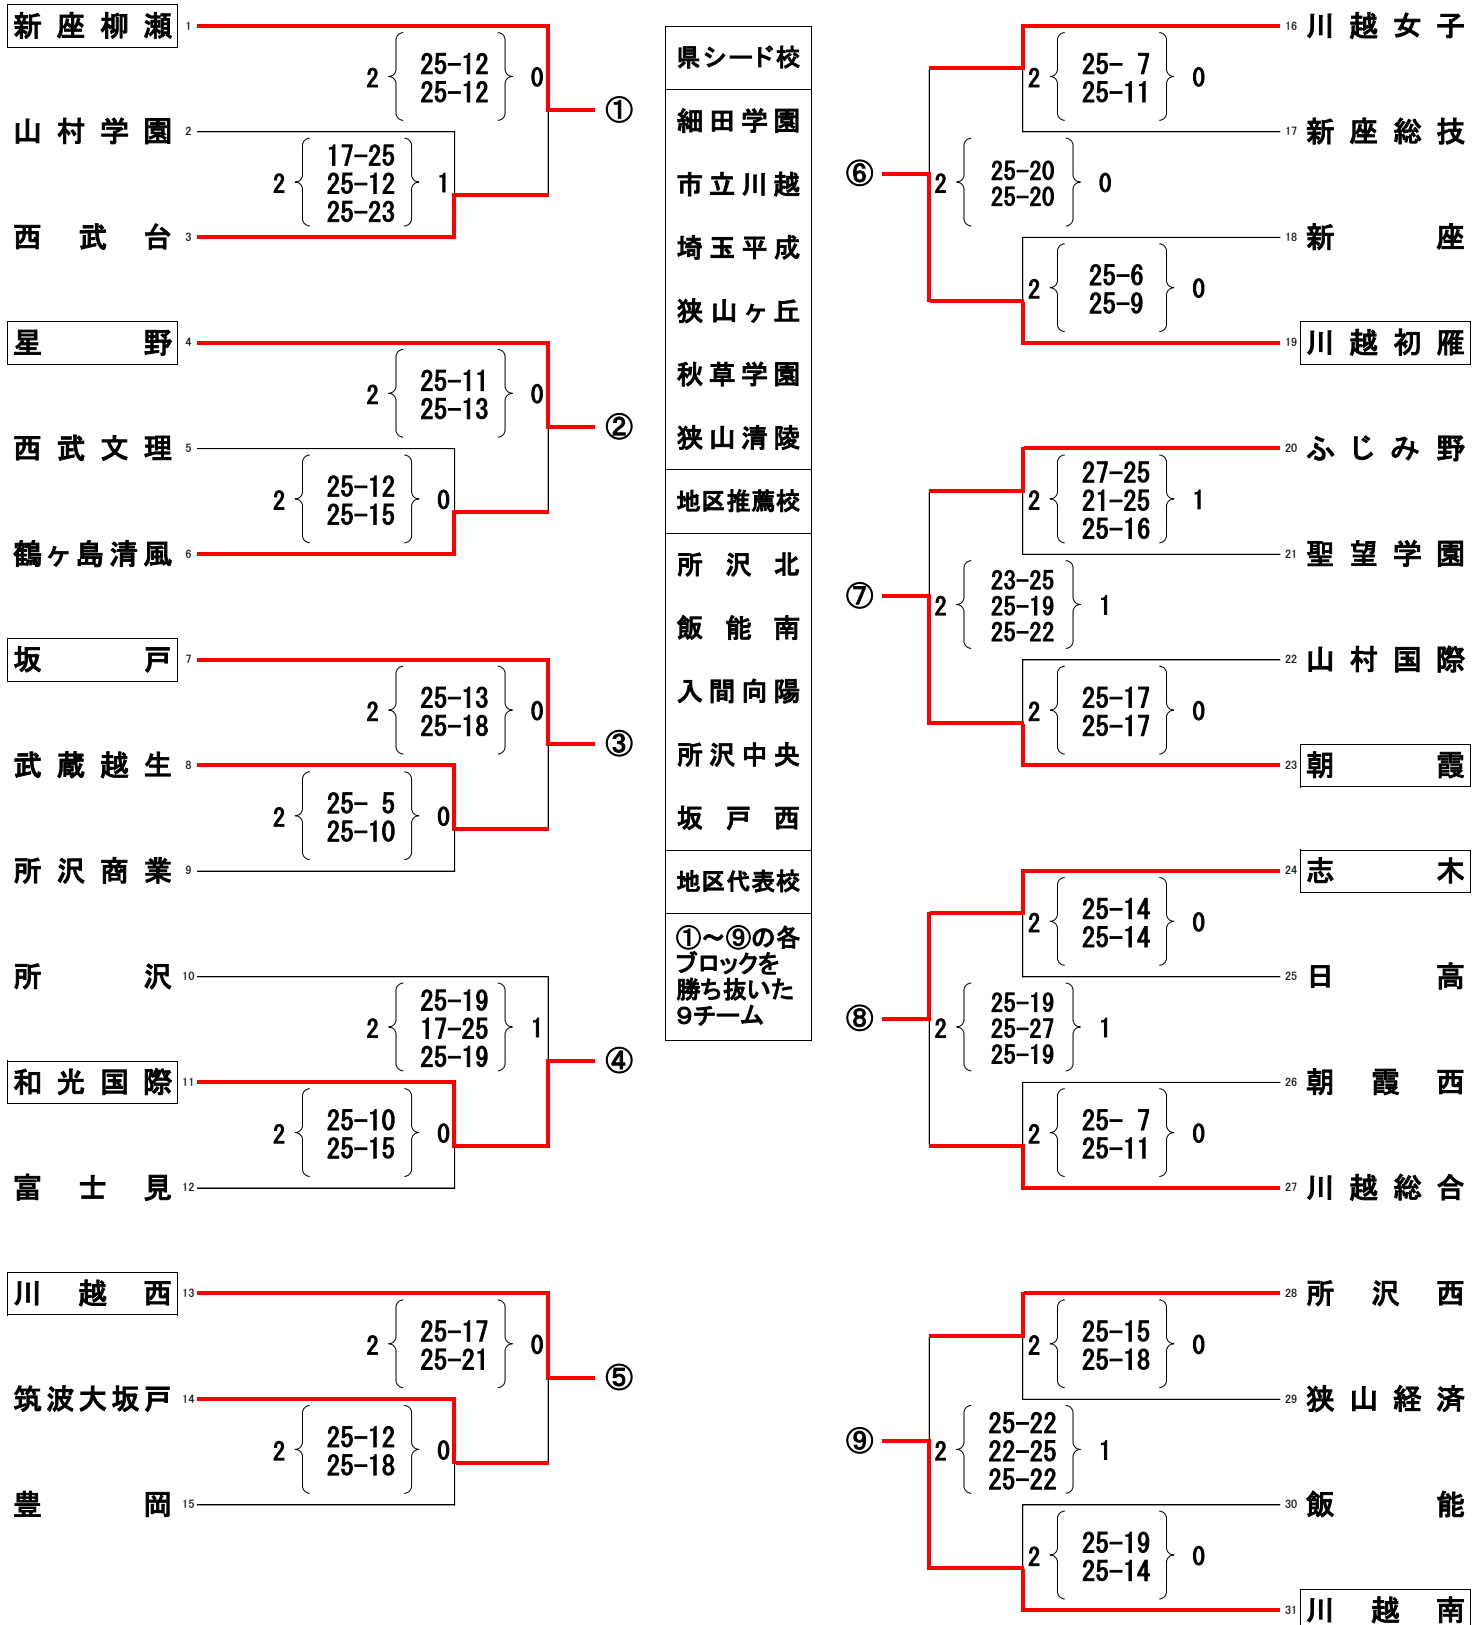 新座柳瀬 1
2 25-12 0
25-12
①
山村学園 2
17-25
2 25-12 1
25-23
西武台 3
星野 4
2 25-11 0
25-13
②
西武文理 5
2 25-12 0
25-15
鶴ヶ島清風 6
坂戸 7
2 25-13 0
25-18
③
武蔵越生 8
2 25- 5 0
25-10
所沢商業 9
所沢 10
25-19
2 17-25 1
25-19
④
和光国際 11
2 25-10 0
25-15
富士見 12
川越西 13
2 25-17 0
25-21
⑤
筑波大坂戸 14
2 25-12 0
25-18
豊岡 15
県シード校
細田学園
市立川越
埼玉平成
狭山ヶ丘
秋草学園
狭山清陵
地区推薦校
所沢北
飯能南
入間向陽
所沢中央
坂戸西
地区代表校
①～⑨の各
ブロックを
勝ち抜いた
９チーム
16 川越女子
2 25- 7 0
25-11
17 新座総技
⑥
2 25-20 0
25-20
18 新座
2 25-6 0
25-9
19 川越初雁
20 ふじみ野
27-25
2 21-25 1
25-16
21 聖望学園
⑦
23-25
2 25-19 1
25-22
22 山村国際
2 25-17 0
25-17
23 朝霞
24 志木
2 25-14 0
25-14
25 日高
⑧
25-19
2 25-27 1
25-19
26 朝霞西
2 25- 7 0
25-11
27 川越総合
28 所沢西
2 25-15 0
25-18
29 狭山経済
⑨
25-22
2 22-25 1
25-22
30 飯能
2 25-19 0
25-14
31 川越南